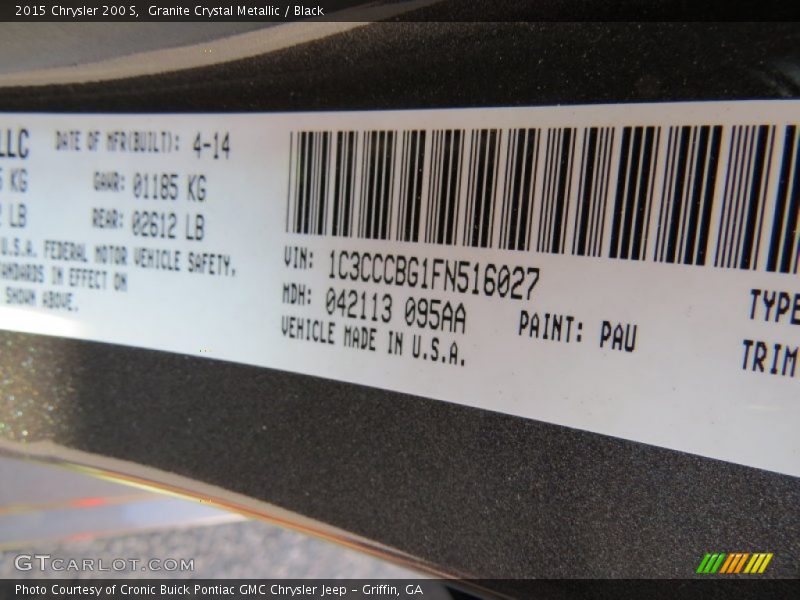 2015 Chrysler 200 S, Granite Crystal Metallic / Black
LLC DATE OF MFR(BUILT): 4-14
KG GAWR: 01185 KG
LB REAR: 02612 LB
U.S.A. FEDERAL MOTOR VEHICLE SAFETY,
TANDARDS IN EFFECT ON
SHOWN ABOVE.
VIN: 1C3CCCBG1FN516027
MDH: 042113 095AA
PAINT: PAU
VEHICLE MADE IN U.S.A.
TYPE
TRIM
GTCARLOT.COM
Photo Courtesy of Cronic Buick Pontiac GMC Chrysler Jeep - Griffin, GA